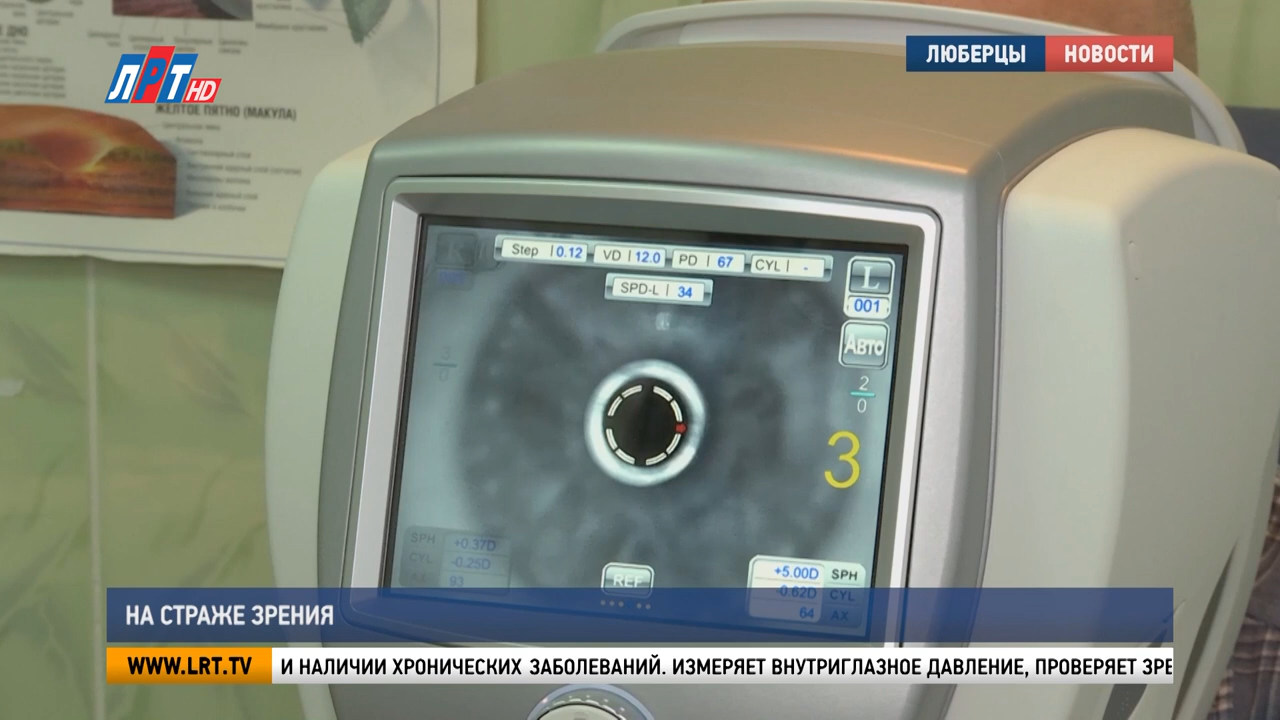 ЛРТ HD
ЛЮБЕРЦЫ НОВОСТИ
ЖЕЛТОЕ ПЯТНО (МАКУЛА)
Step 0.12 VD 12.0 PD 67 CYL -
SPD-L 34
L
001
Авто
2
0
3
3
0
SPH +0.37D
CYL -0.25D
AX 93
REF
+5.00D SPH
-0.62D CYL
64 AX
НА СТРАЖЕ ЗРЕНИЯ
WWW.LRT.TV И НАЛИЧИИ ХРОНИЧЕСКИХ ЗАБОЛЕВАНИЙ. ИЗМЕРЯЕТ ВНУТРИГЛАЗНОЕ ДАВЛЕНИЕ, ПРОВЕРЯЕТ ЗРЕ